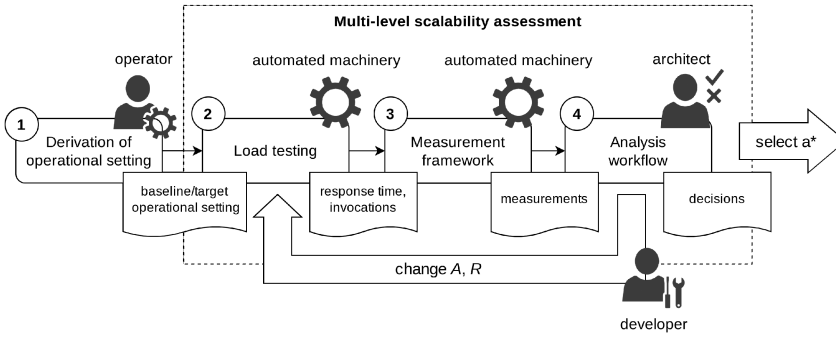 Multi-level scalability assessment
operator
automated machinery
automated machinery
architect
1
2
3
4
Derivation of
operational setting
Load testing
Measurement
framework
Analysis
workflow
select a*
baseline/target
operational setting
response time,
invocations
measurements
decisions
change A, R
developer